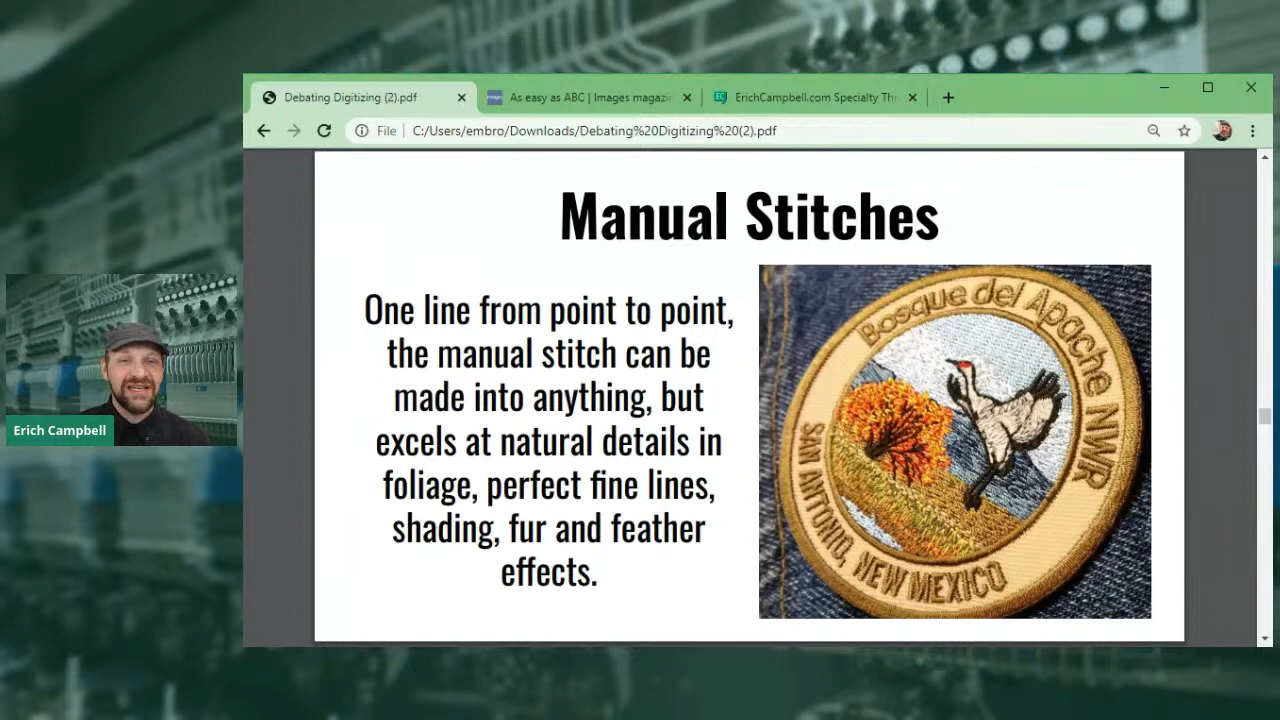 Debating Digitizing (2).pdf
As easy as ABC | Images magazi
ErichCampbell.com Specialty Th
File
C:/Users/embro/Downloads/Debating%20Digitizing%20(2).pdf
Manual Stitches
One line from point to point,
the manual stitch can be
made into anything, but
excels at natural details in
foliage, perfect fine lines,
shading, fur and feather
effects.
Bosque del Apache NWR
SAN ANTONIO, NEW MEXICO
Erich Campbell
EC